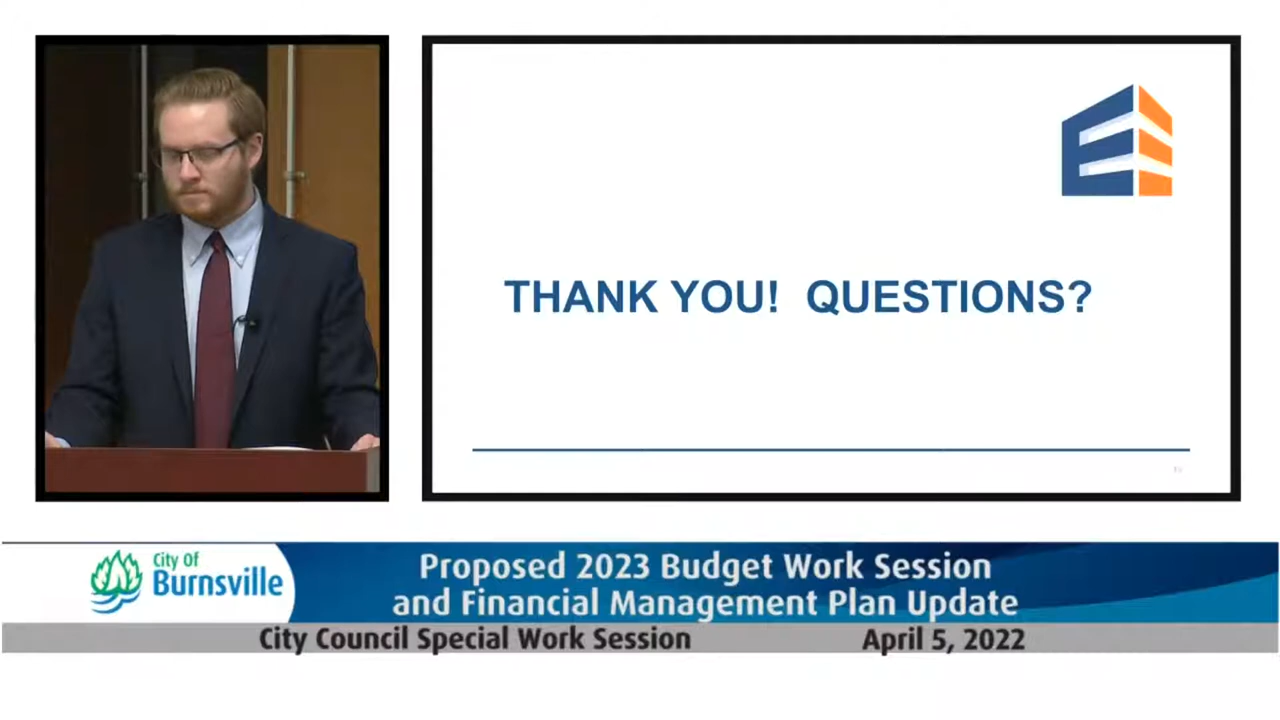 THANK YOU!  QUESTIONS?
City Of
Burnsville
Proposed 2023 Budget Work Session
and Financial Management Plan Update
City Council Special Work Session
April 5, 2022